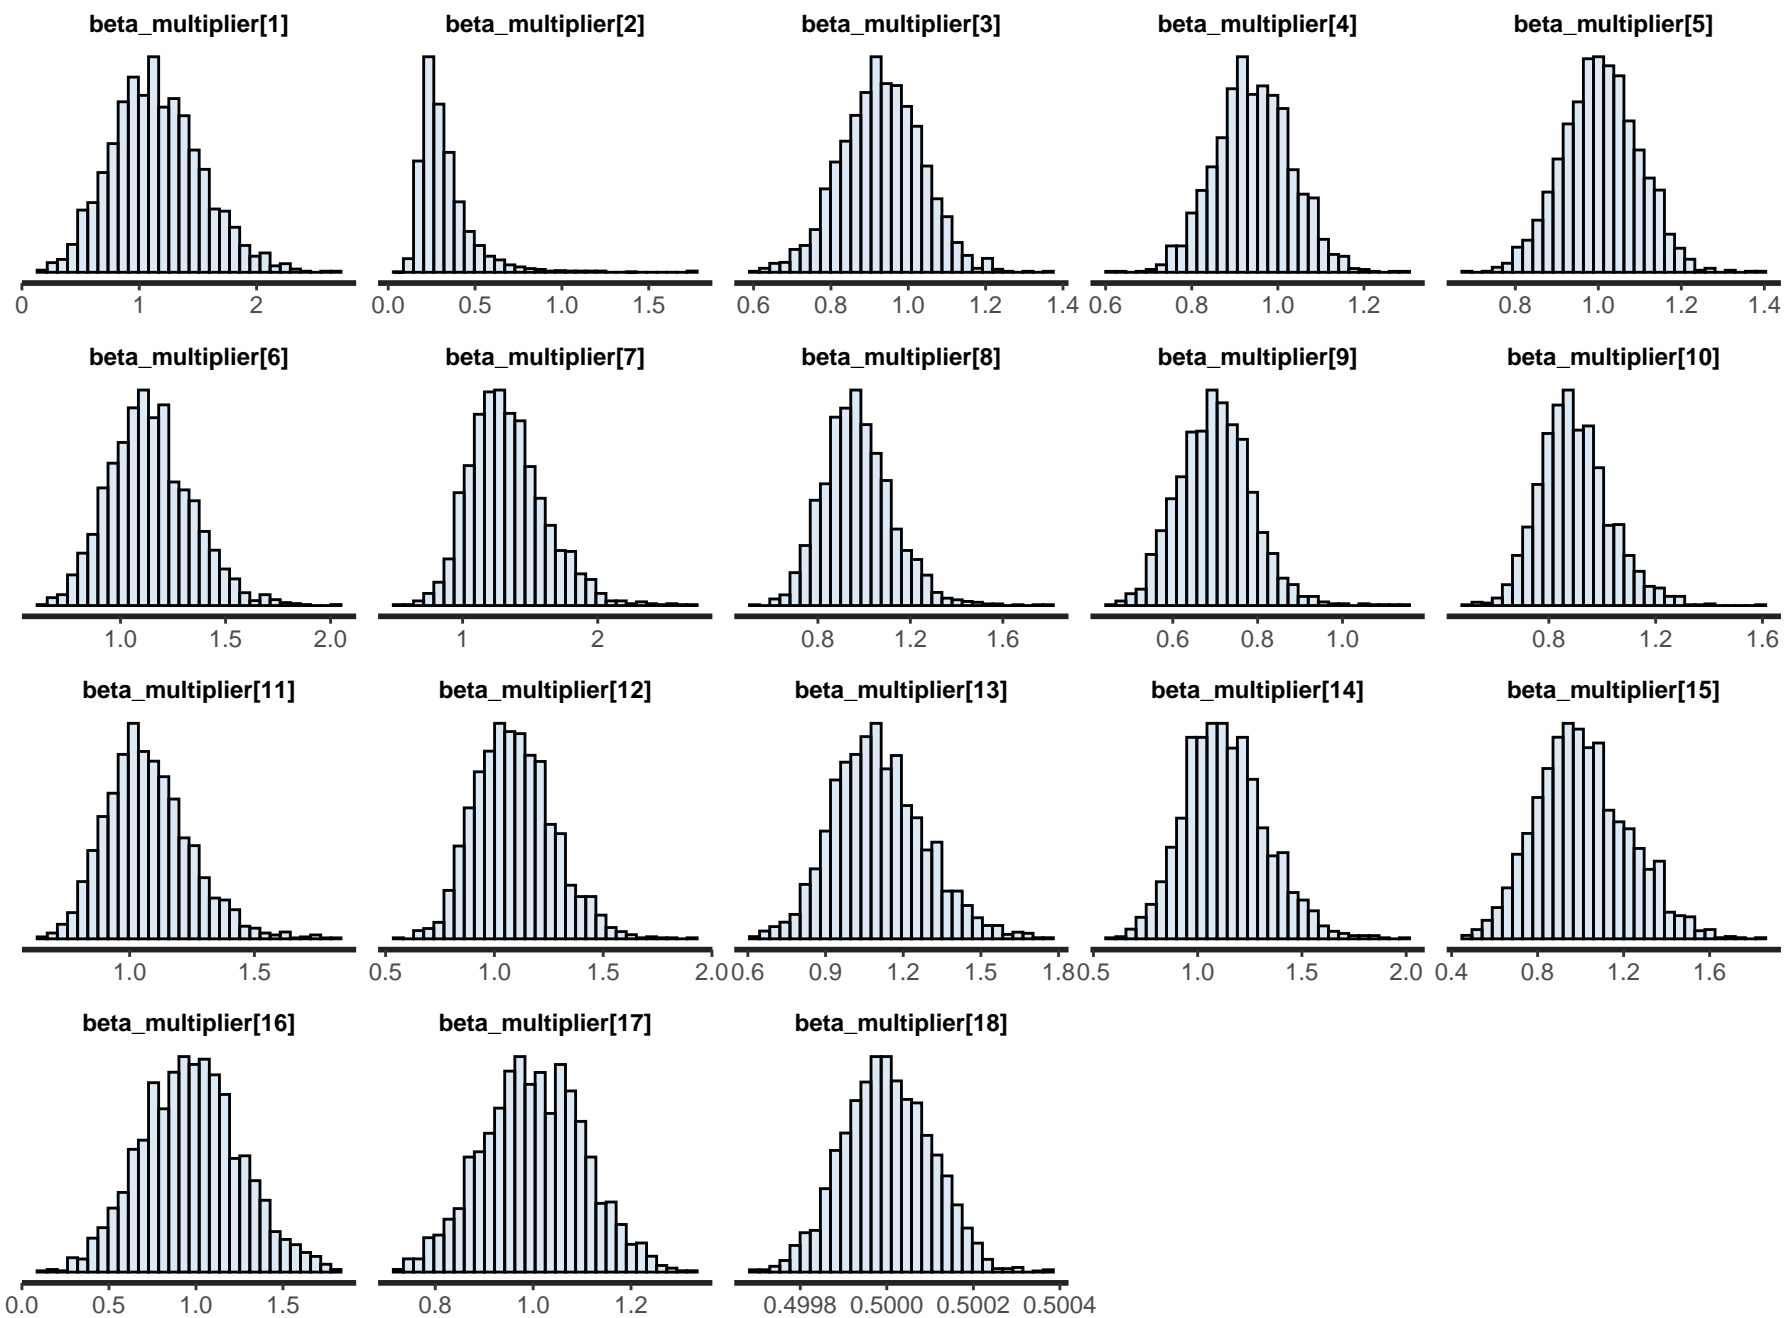 beta_multiplier[1] beta_multiplier[2] beta_multiplier[3] beta_multiplier[4] beta_multiplier[5]
0 1 2 0.0 0.5 1.0 1.5 0.6 0.8 1.0 1.2 1.4 0.6 0.8 1.0 1.2 0.8 1.0 1.2 1.4
beta_multiplier[6] beta_multiplier[7] beta_multiplier[8] beta_multiplier[9] beta_multiplier[10]
1.0 1.5 2.0 1 2 0.8 1.2 1.6 0.6 0.8 1.0 0.8 1.2 1.6
beta_multiplier[11] beta_multiplier[12] beta_multiplier[13] beta_multiplier[14] beta_multiplier[15]
1.0 1.5 0.5 1.0 1.5 2.0 0.6 0.9 1.2 1.5 1.8 0.5 1.0 1.5 2.0 0.4 0.8 1.2 1.6
beta_multiplier[16] beta_multiplier[17] beta_multiplier[18]
0.0 0.5 1.0 1.5 0.8 1.0 1.2 0.4998 0.5000 0.5002 0.5004